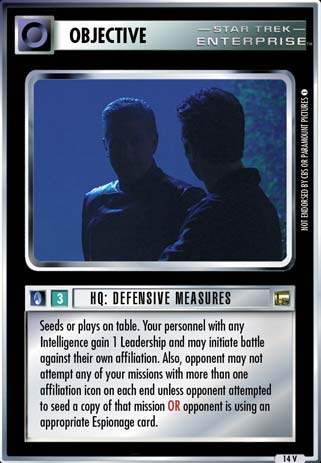 OBJECTIVE
STAR TREK
ENTERPRISE™
NOT ENDORSED BY CBS OR PARAMOUNT PICTURES
3
HQ: DEFENSIVE MEASURES
Seeds or plays on table. Your personnel with any
Intelligence gain 1 Leadership and may initiate battle
against their own affiliation. Also, opponent may not
attempt any of your missions with more than one
affiliation icon on each end unless opponent attempted
to seed a copy of that mission OR opponent is using an
appropriate Espionage card.
14 V